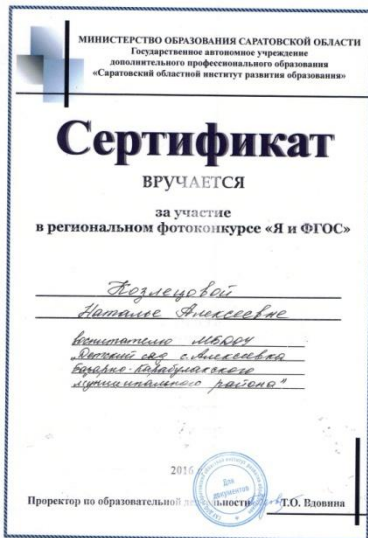 МИНИСТЕРСТВО ОБРАЗОВАНИЯ САРАТОВСКОЙ ОБЛАСТИ
Государственное автономное учреждение
дополнительного профессионального образования
«Саратовский областной институт развития образования»
Сертификат
ВРУЧАЕТСЯ
за участие
в региональном фотоконкурсе «Я и ФГОС»
Козлецовой
Наталье Алексеевне
воспитателю МБДОУ
„Детский сад с. Алексеевка
Базарно-Карабулакского
муниципального района"
2016
Для
документов
Проректор по образовательной деятельности Т.О. Вдовина